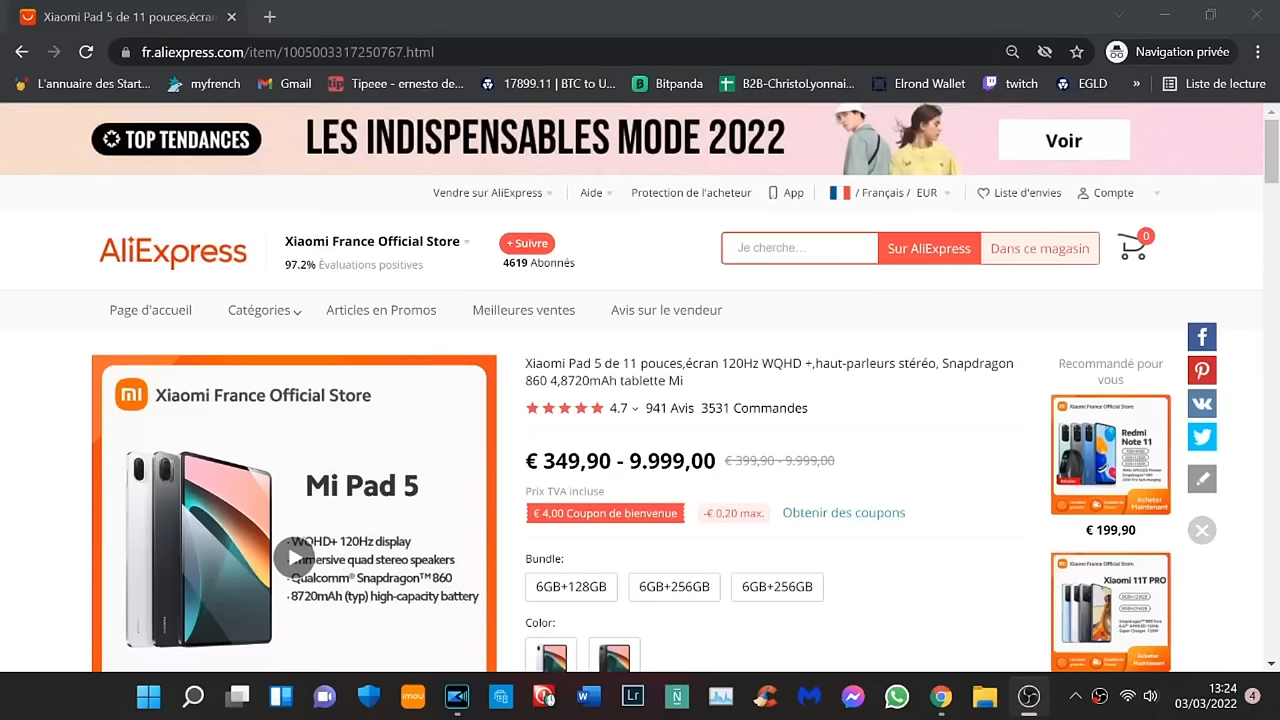 Xiaomi Pad 5 de 11 pouces,écran
fr.aliexpress.com/item/1005003317250767.html
Navigation privée
L'annuaire des Start...
myfrench
Gmail
Tipeee - ernesto de...
17899.11 | BTC to U...
Bitpanda
B2B-ChristoLyonnai...
Elrond Wallet
twitch
EGLD
»
Liste de lecture
TOP TENDANCES
LES INDISPENSABLES MODE 2022
Voir
Vendre sur AliExpress
Aide
Protection de l'acheteur
App
/ Français / EUR
Liste d'envies
Compte
AliExpress
Xiaomi France Official Store
97.2% Évaluations positives
+ Suivre
4619 Abonnés
Je cherche...
Sur AliExpress
Dans ce magasin
0
Page d'accueil
Catégories
Articles en Promos
Meilleures ventes
Avis sur le vendeur
Xiaomi France Official Store
Mi Pad 5
WQHD+ 120Hz display
mersive quad stereo speakers
Qualcomm® Snapdragon™ 860
· 8720mAh (typ) high-capacity battery
Xiaomi Pad 5 de 11 pouces,écran 120Hz WQHD +,haut-parleurs stéréo, Snapdragon
860 4,8720mAh tablette Mi
4.7
941 Avis
3531 Commandes
€ 349,90 - 9.999,00
€ 399,90 - 9.999,00
Prix TVA incluse
€ 4,00 Coupon de bienvenue
0,20 max.
Obtenir des coupons
Bundle:
6GB+128GB
6GB+256GB
6GB+256GB
Color:
Recommandé pour
vous
Xiaomi France Official Store
Redmi
Note 11
Acheter
Maintenant
€ 199,90
Xiaomi France Official Store
Xiaomi 11T PRO
Acheter
Maintenant
imou
13:24
03/03/2022
4